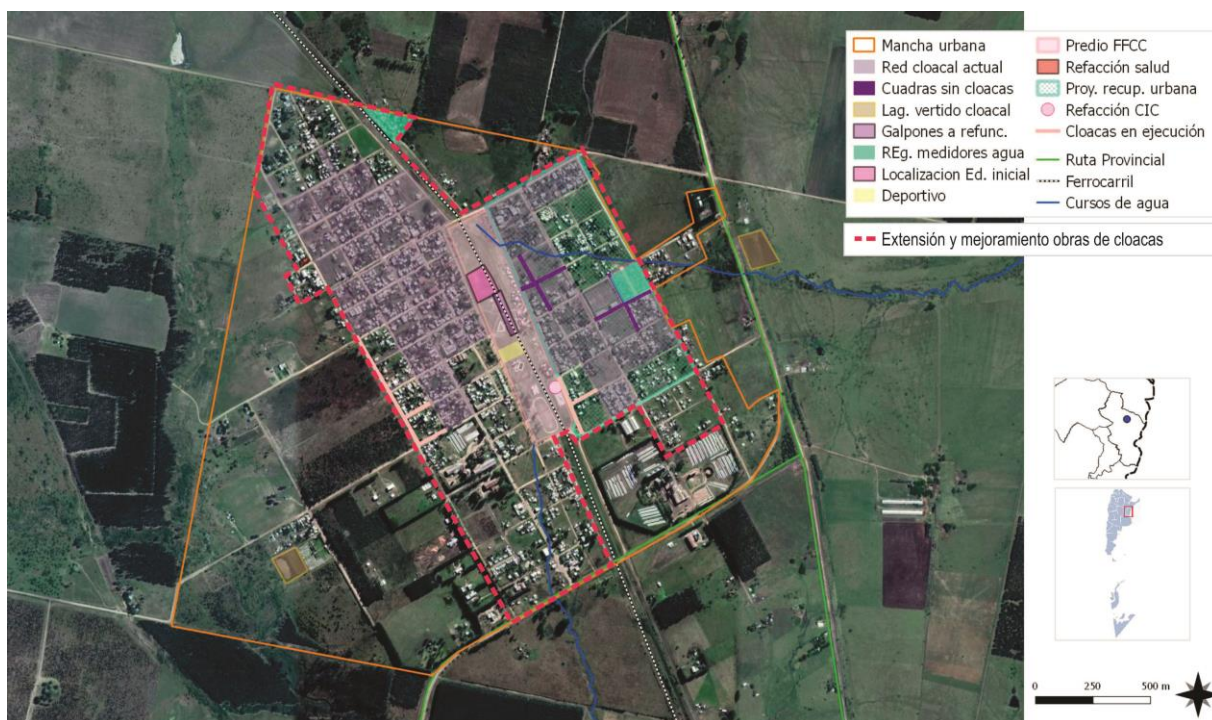 Mancha urbana
Red cloacal actual
Cuadras sin cloacas
Lag. vertido cloacal
Galpones a refunc.
REg. medidores agua
Localizacion Ed. inicial
Deportivo
Predio FFCC
Refacción salud
Proy. recup. urbana
Refacción CIC
Cloacas en ejecución
Ruta Provincial
Ferrocarril
Cursos de agua
Extensión y mejoramiento obras de cloacas
0 250 500 m